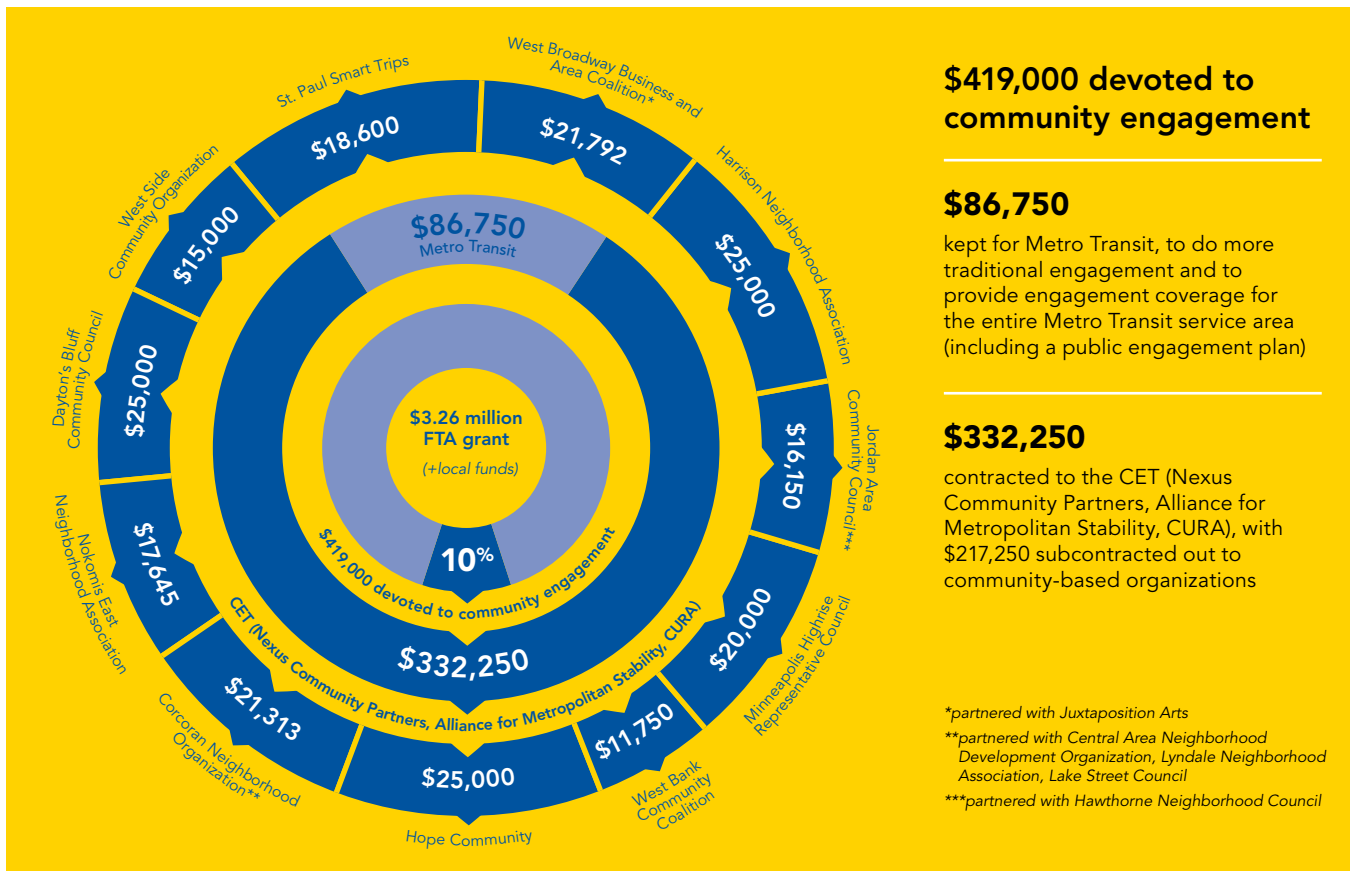 West Broadway Business and
Area Coalition*
$21,792
Harrison Neighborhood Association
$25,000
Jordan Area
Community Council***
$16,150
Minneapolis Highrise
Representative Council
$20,000
West Bank
Community
Coalition
$11,750
Hope Community
$25,000
Corcoran Neighborhood
Organization**
$21,313
Nokomis East
Neighborhood Association
$17,645
Dayton's Bluff
Community Council
$25,000
West Side
Community Organization
$15,000
St. Paul Smart Trips
$18,600
$86,750
Metro Transit
$3.26 million
FTA grant
(+local funds)
10%
$419,000 devoted to community engagement
$332,250
CET (Nexus Community Partners, Alliance for Metropolitan Stability, CURA)
$419,000 devoted to
community engagement
$86,750
kept for Metro Transit, to do more
traditional engagement and to
provide engagement coverage for
the entire Metro Transit service area
(including a public engagement plan)
$332,250
contracted to the CET (Nexus
Community Partners, Alliance for
Metropolitan Stability, CURA), with
$217,250 subcontracted out to
community-based organizations
*partnered with Juxtaposition Arts
**partnered with Central Area Neighborhood
Development Organization, Lyndale Neighborhood
Association, Lake Street Council
***partnered with Hawthorne Neighborhood Council